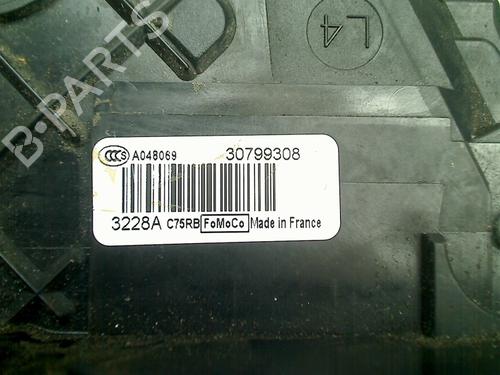 B-PARTS
L4
CCC S A048069 30799308
3228A C75RB FoMoCo Made in France